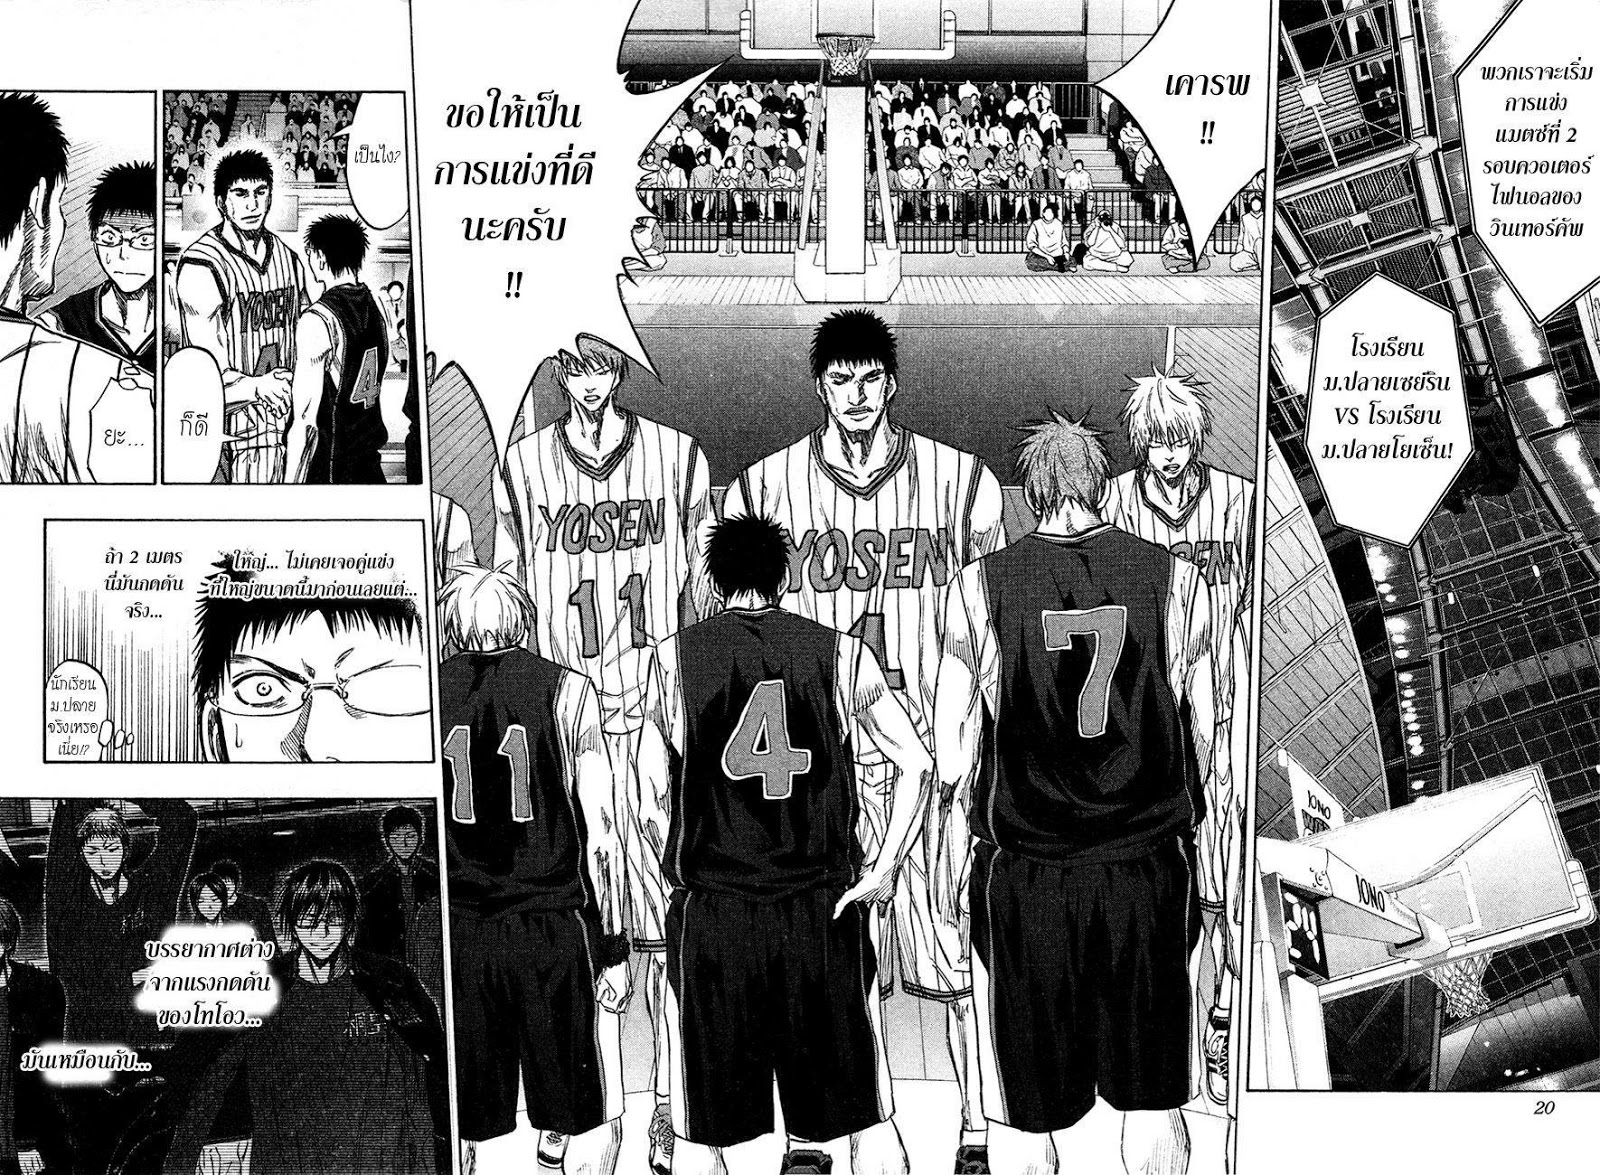 พวกเราจะเริ่ม
การแข่ง
แมตซ์ที่ 2
รอบควอเตอร์
ไฟนอลของ
วินเทอร์คัพ
โรงเรียน
ม.ปลายเซย์ริน
VS โรงเรียน
ม.ปลายโยเซ็น!
IONO
IONO
20
เคารพ
!!
ขอให้เป็น
การแข่งที่ดี
นะครับ
!!
YOSEN
11
YOSEN
4
YOSEN
11
4
7
เป็นไง?
YOSEN
4
4
ก็ดี
ยะ...
ใหญ่... ไม่เคยเจอคู่แข่ง
ที่ใหญ่ขนาดนี้มาก่อนเลยแต่...
ถ้า 2 เมตร
นี่มันกดดัน
จริง...
นักเรียน
ม.ปลาย
จริงเหรอ
เนี่ย!?
บรรยากาศต่าง
จากแรงกดดัน
ของโทโอว...
มันเหมือนกับ...